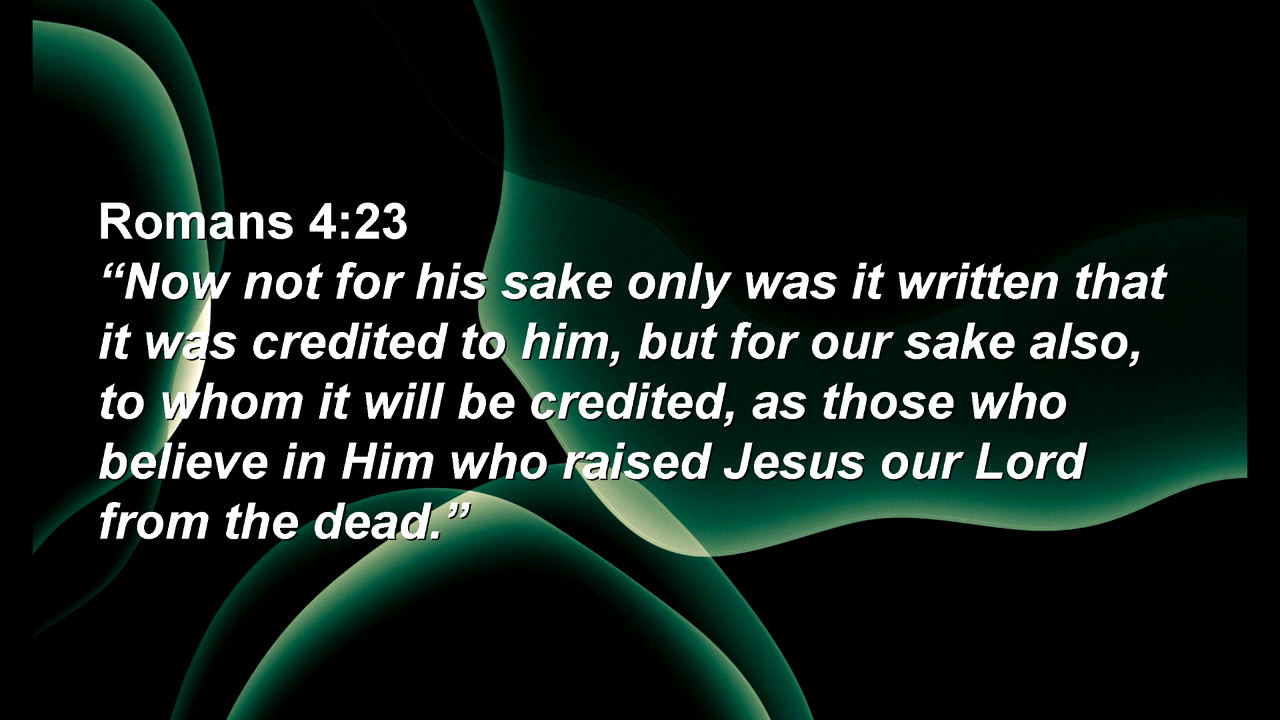 Romans 4:23
“Now not for his sake only was it written that
it was credited to him, but for our sake also,
to whom it will be credited, as those who
believe in Him who raised Jesus our Lord
from the dead.”